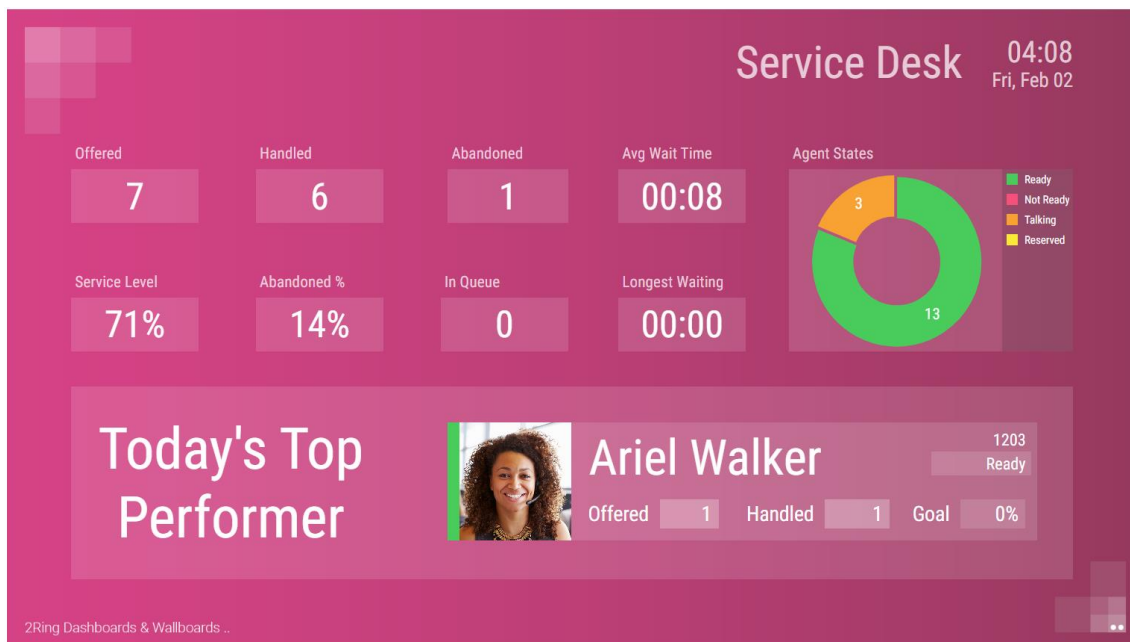 Service Desk
04:08
Fri, Feb 02
Offered
Handled
Abandoned
Avg Wait Time
Agent States
7
6
1
00:08
3
13
Ready
Not Ready
Talking
Reserved
Service Level
Abandoned %
In Queue
Longest Waiting
71%
14%
0
00:00
Today's Top
Performer
Ariel Walker
1203
Ready
Offered 1 Handled 1 Goal 0%
2Ring Dashboards & Wallboards ..